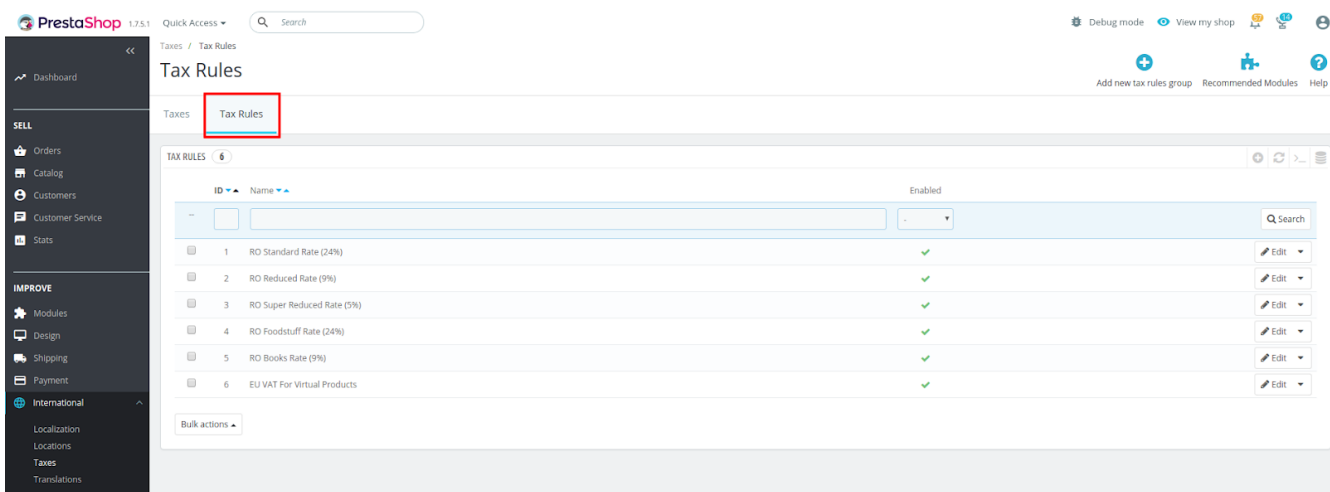 PrestaShop 1.7.5.1 Quick Access Search Debug mode View my shop 57 14
Taxes / Tax Rules
Tax Rules
Add new tax rules group Recommended Modules Help
Dashboard
Taxes Tax Rules
SELL
Orders
Catalog
Customers
Customer Service
Stats
IMPROVE
Modules
Design
Shipping
Payment
International
Localization
Locations
Taxes
Translations
TAX RULES 6
ID Name Enabled
-- - Search
1 RO Standard Rate (24%) Edit
2 RO Reduced Rate (9%) Edit
3 RO Super Reduced Rate (5%) Edit
4 RO Foodstuff Rate (24%) Edit
5 RO Books Rate (9%) Edit
6 EU VAT For Virtual Products Edit
Bulk actions